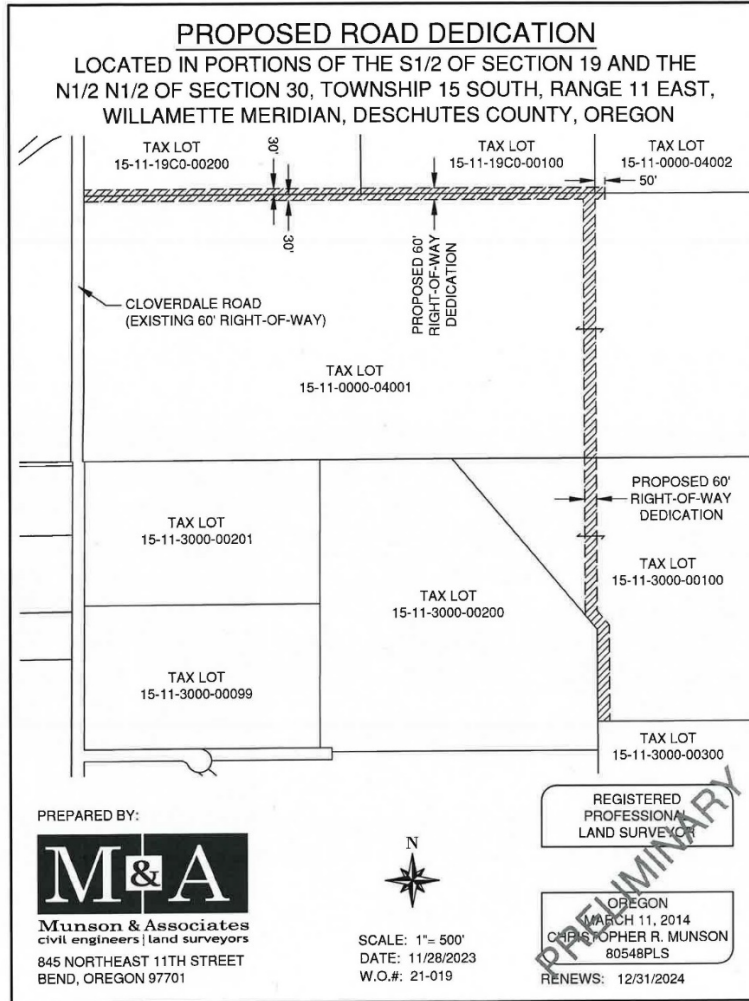 PROPOSED ROAD DEDICATION
LOCATED IN PORTIONS OF THE S1/2 OF SECTION 19 AND THE
N1/2 N1/2 OF SECTION 30, TOWNSHIP 15 SOUTH, RANGE 11 EAST,
WILLAMETTE MERIDIAN, DESCHUTES COUNTY, OREGON
TAX LOT
15-11-19C0-00200
30'
30'
TAX LOT
15-11-19C0-00100
TAX LOT
15-11-0000-04002
50'
PROPOSED 60'
RIGHT-OF-WAY
DEDICATION
CLOVERDALE ROAD
(EXISTING 60' RIGHT-OF-WAY)
TAX LOT
15-11-0000-04001
PROPOSED 60'
RIGHT-OF-WAY
DEDICATION
TAX LOT
15-11-3000-00201
TAX LOT
15-11-3000-00200
TAX LOT
15-11-3000-00100
TAX LOT
15-11-3000-00099
TAX LOT
15-11-3000-00300
PREPARED BY:
M&A
Munson & Associates
civil engineers | land surveyors
845 NORTHEAST 11TH STREET
BEND, OREGON 97701
N
SCALE: 1"= 500'
DATE: 11/28/2023
W.O.#: 21-019
REGISTERED
PROFESSIONAL
LAND SURVEYOR
PRELIMINARY
OREGON
MARCH 11, 2014
CHRISTOPHER R. MUNSON
80548PLS
RENEWS: 12/31/2024